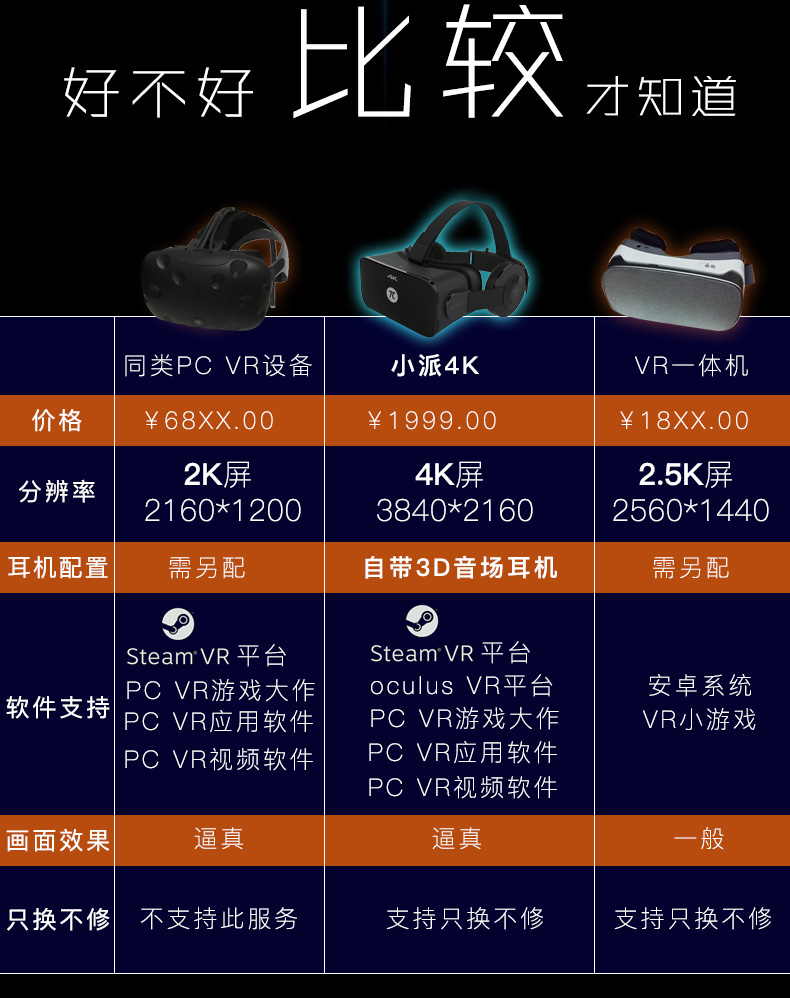 好不好 比较 才知道
4K
同类PC VR设备 小派4K VR一体机
价格 ¥68XX.00 ¥1999.00 ¥18XX.00
分辨率 2K屏 4K屏 2.5K屏
2160*1200 3840*2160 2560*1440
耳机配置 需另配 自带3D音场耳机 需另配
软件支持
Steam VR 平台
PC VR游戏大作
PC VR应用软件
PC VR视频软件
Steam VR 平台
oculus VR平台
PC VR游戏大作
PC VR应用软件
PC VR视频软件
安卓系统
VR小游戏
画面效果 逼真 逼真 一般
只换不修 不支持此服务 支持只换不修 支持只换不修